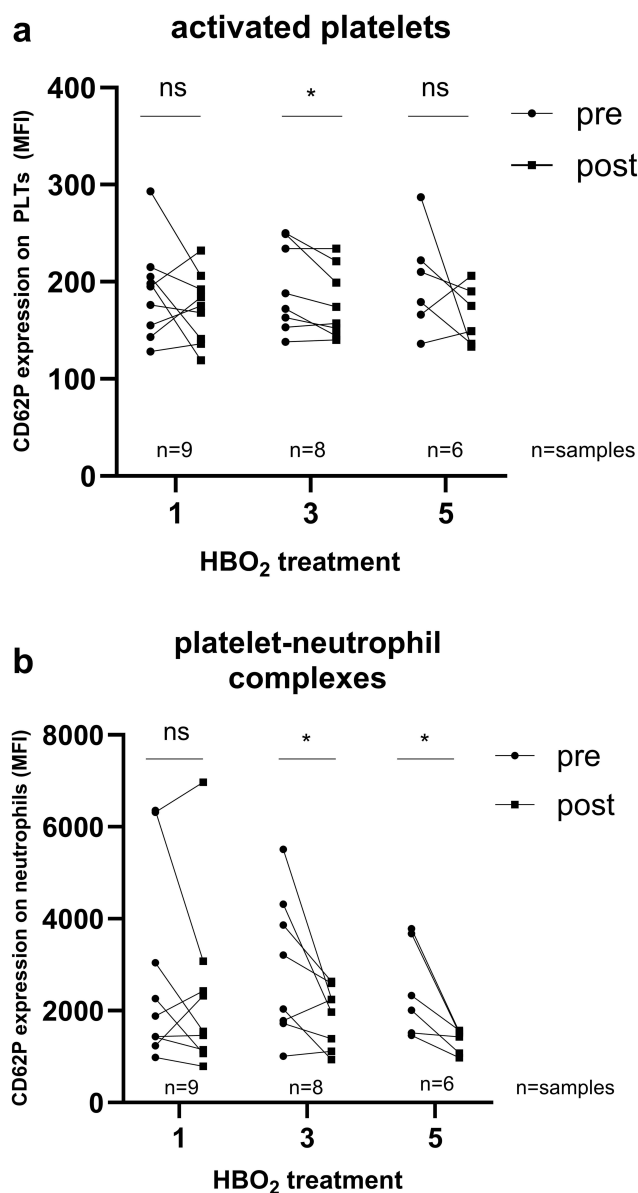 a
activated platelets
CD62P expression on PLTs (MFI)
400
300
200
100
0
ns
*
ns
pre
post
n=9
n=8
n=6
n=samples
1
3
5
HBO₂ treatment
b
platelet-neutrophil
complexes
CD62P expression on neutrophils (MFI)
8000
6000
4000
2000
0
ns
*
*
pre
post
n=9
n=8
n=6
n=samples
1
3
5
HBO₂ treatment